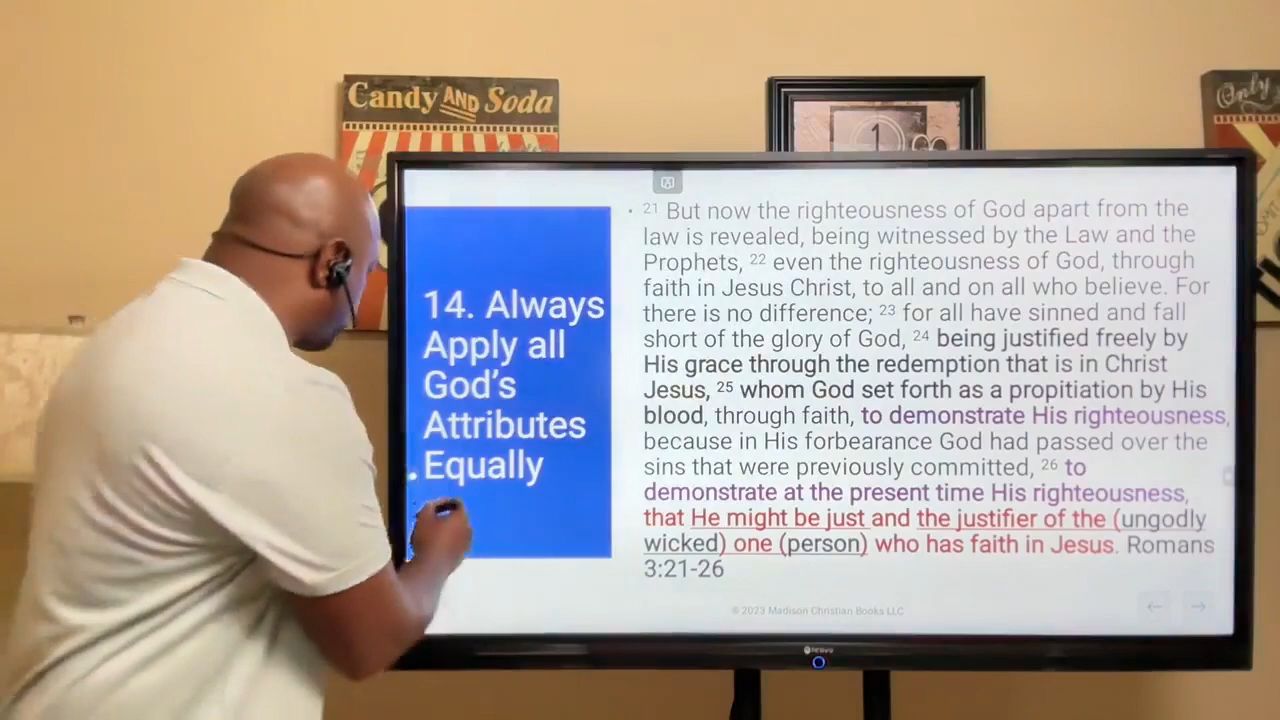 Candy AND Soda
1
Only
14. Always
Apply all
God's
Attributes
Equally
21 But now the righteousness of God apart from the
law is revealed, being witnessed by the Law and the
Prophets, 22 even the righteousness of God, through
faith in Jesus Christ, to all and on all who believe. For
there is no difference; 23 for all have sinned and fall
short of the glory of God, 24 being justified freely by
His grace through the redemption that is in Christ
Jesus, 25 whom God set forth as a propitiation by His
blood, through faith, to demonstrate His righteousness,
because in His forbearance God had passed over the
sins that were previously committed, 26 to
demonstrate at the present time His righteousness,
that He might be just and the justifier of the (ungodly
wicked) one (person) who has faith in Jesus. Romans
3:21-26
© 2023 Madison Christian Books LLC